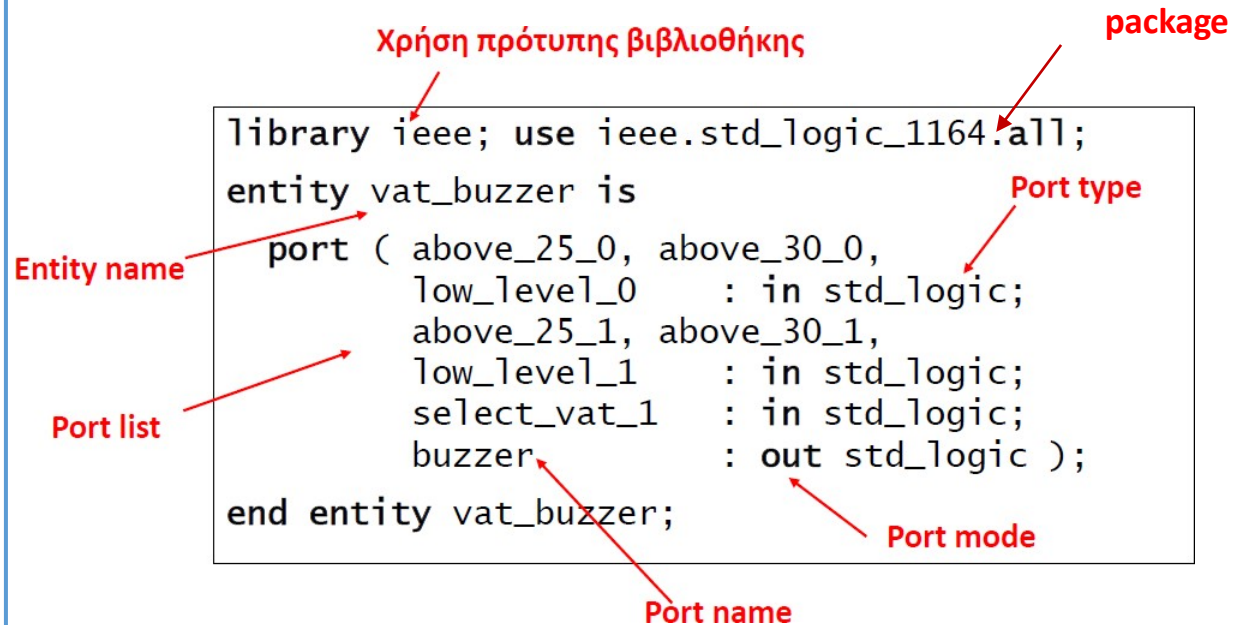 package
Χρήση πρότυπης βιβλιοθήκης
library ieee; use ieee.std_logic_1164.all;
entity vat_buzzer is
Port type
port ( above_25_0, above_30_0,
Entity name
low_level_0 : in std_logic;
above_25_1, above_30_1,
low_level_1 : in std_logic;
Port list
select_vat_1 : in std_logic;
buzzer : out std_logic );
end entity vat_buzzer;
Port mode
Port name